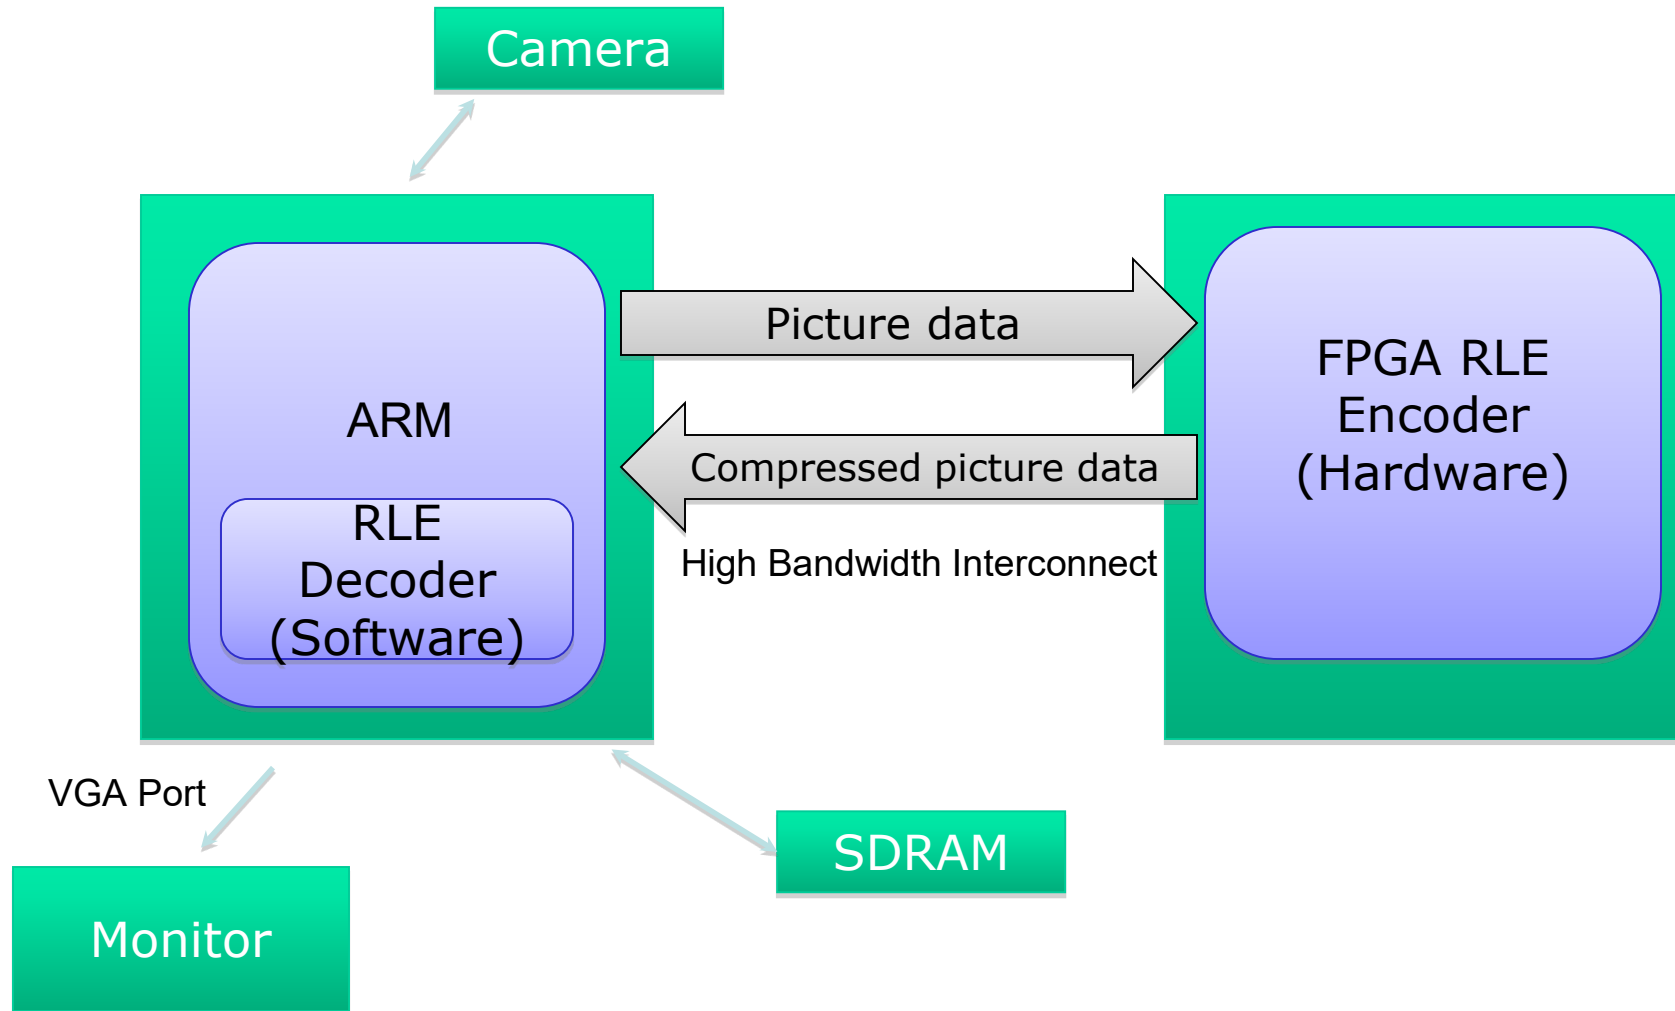 Camera
Picture data
FPGA RLE
Encoder
(Hardware)
ARM
Compressed picture data
RLE
Decoder
(Software)
High Bandwidth Interconnect
VGA Port
SDRAM
Monitor